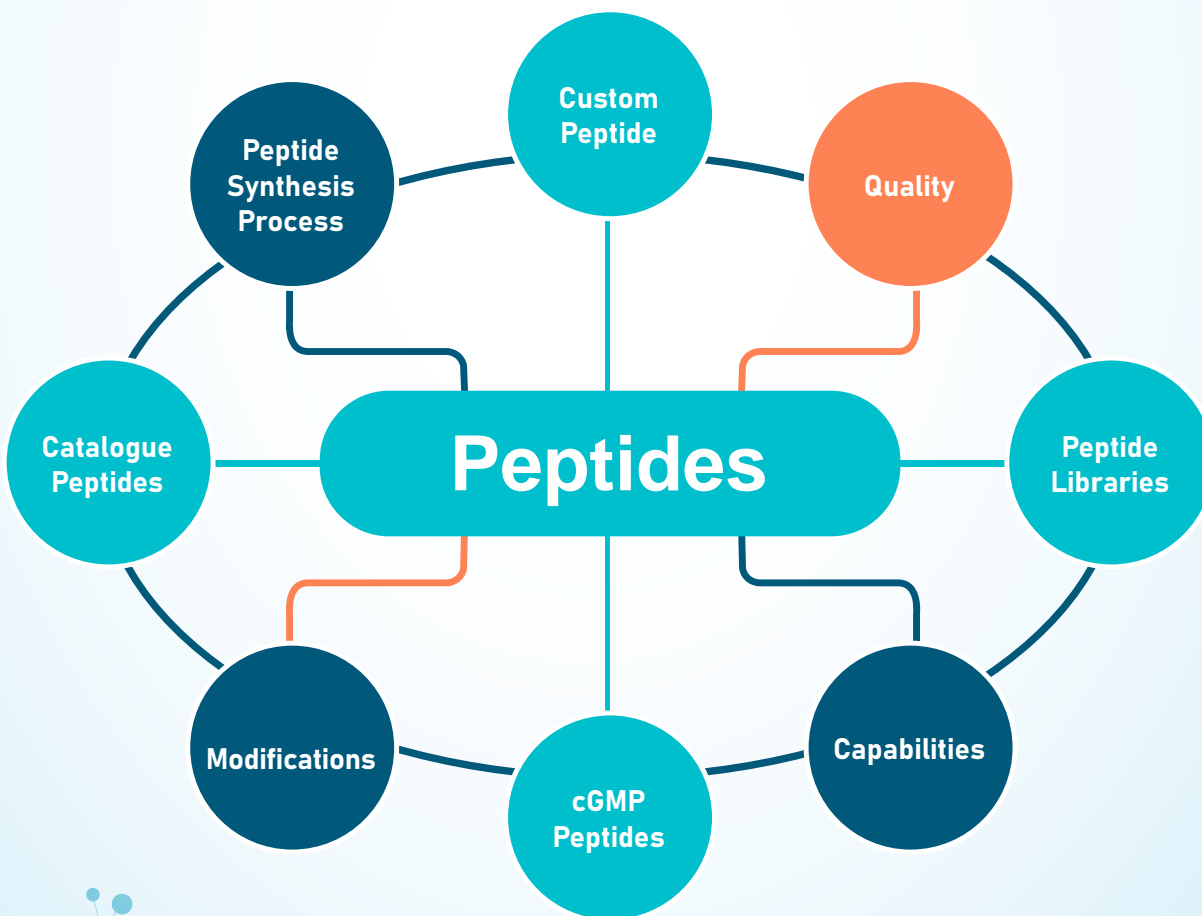 Custom
Peptide
Peptide
Synthesis
Process
Quality
Catalogue
Peptides
Peptides
Peptide
Libraries
Modifications
Capabilities
cGMP
Peptides